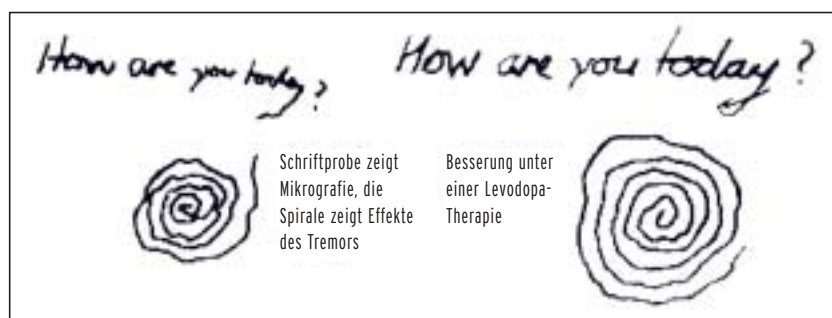 How are you today?
How are you today?
Schriftprobe zeigt
Mikrografie, die
Spirale zeigt Effekte
des Tremors
Besserung unter
einer Levodopa-
Therapie